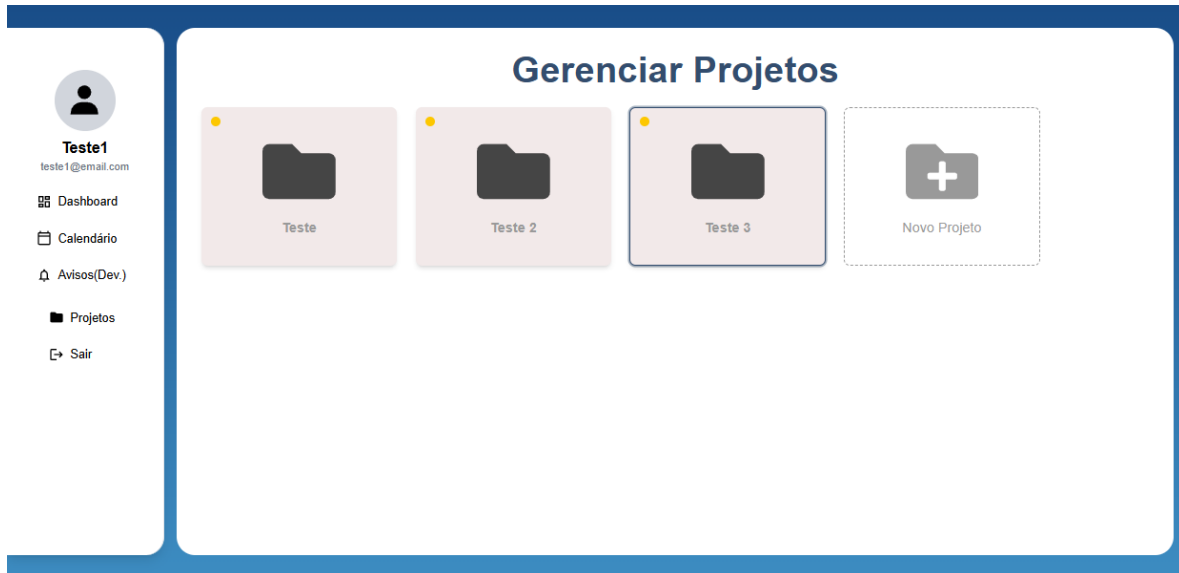 Gerenciar Projetos
Teste1
teste1@email.com
Dashboard
Calendário
Avisos(Dev.)
Projetos
Sair
Teste
Teste 2
Teste 3
Novo Projeto